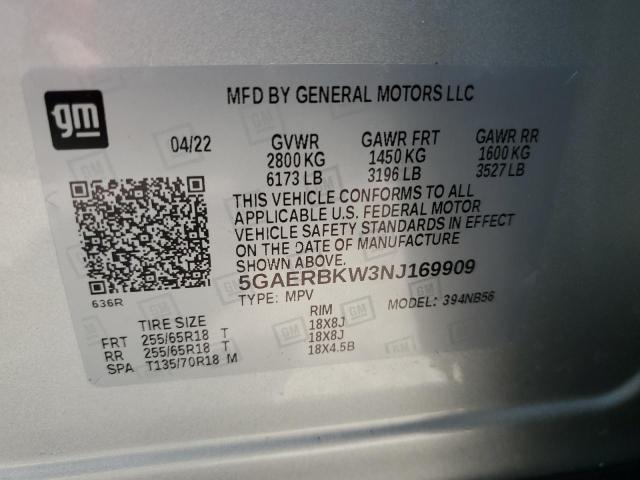 gm
MFD BY GENERAL MOTORS LLC
04/22 GVWR GAWR FRT GAWR RR
2800 KG 1450 KG 1600 KG
6173 LB 3196 LB 3527 LB
THIS VEHICLE CONFORMS TO ALL
APPLICABLE U.S. FEDERAL MOTOR
VEHICLE SAFETY STANDARDS IN EFFECT
ON THE DATE OF MANUFACTURE
SHOWN ABOVE.
5GAERBKW3NJ169909
636R
TYPE: MPV MODEL: 394NB56
TIRE SIZE RIM
FRT 255/65R18 T 18X8J
RR 255/65R18 T 18X8J
SPA T135/70R18 M 18X4.5B